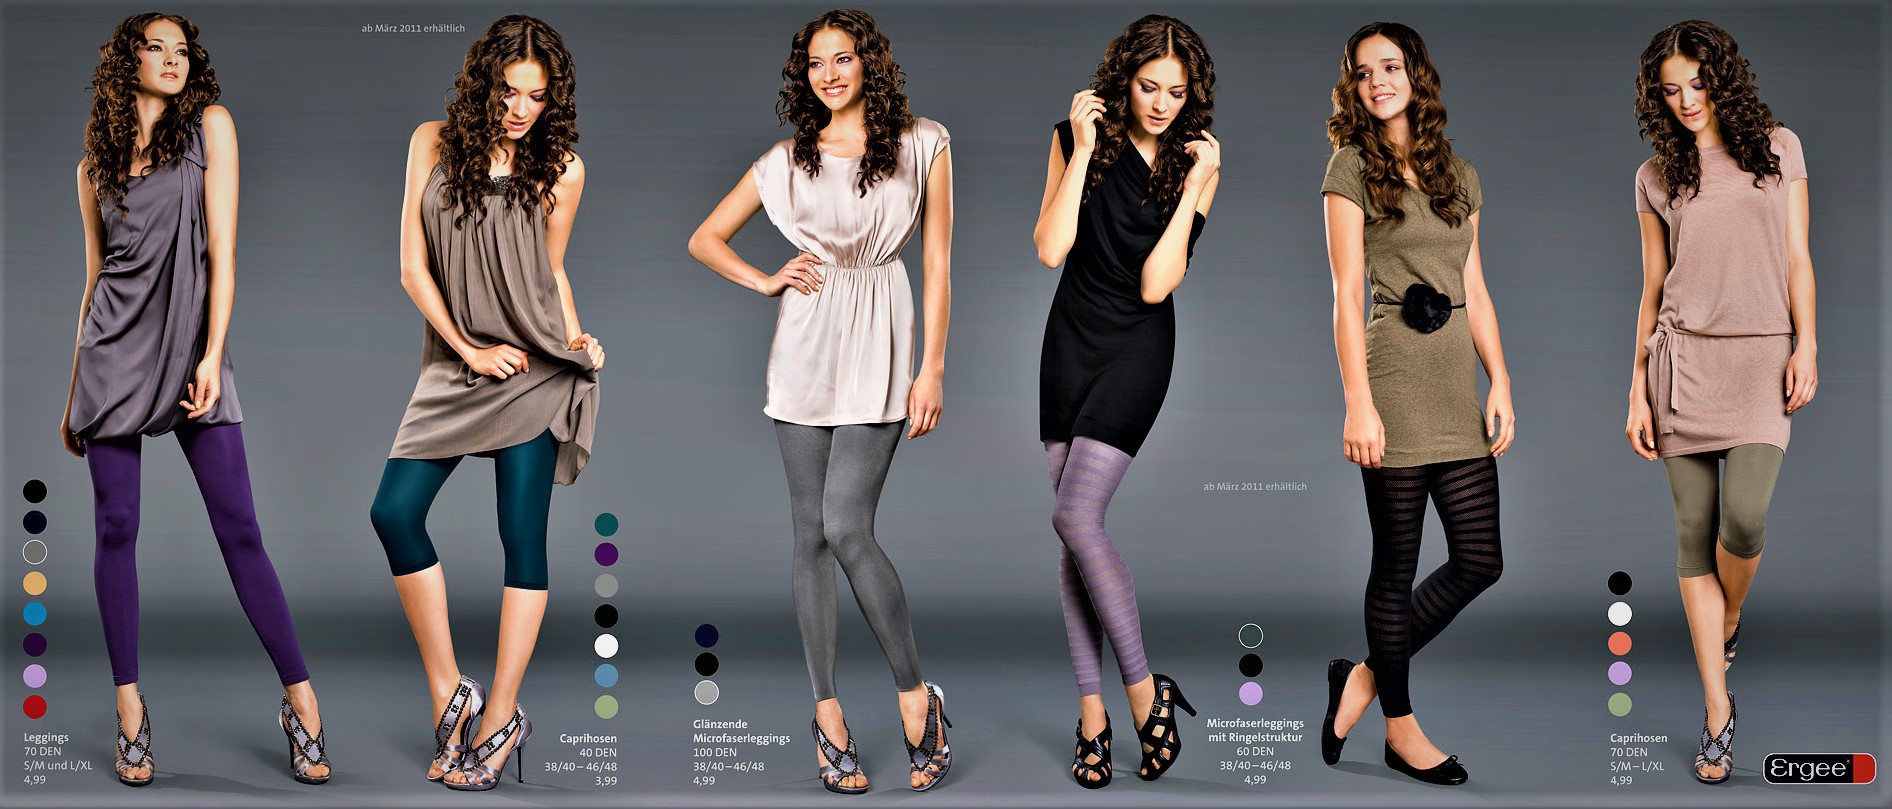 ab März 2011 erhältlich
Leggings
70 DEN
S/M und L/XL
4,99
Caprihosen
40 DEN
38/40–46/48
3,99
Glänzende
Microfaserleggings
100 DEN
38/40–46/48
4,99
ab März 2011 erhältlich
Microfaserleggings
mit Ringelstruktur
60 DEN
38/40–46/48
4,99
Caprihosen
70 DEN
S/M–L/XL
4,99
Ergee